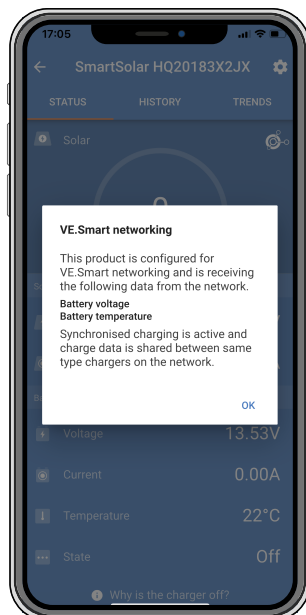 17:05
SmartSolar HQ20183X2JX
STATUS HISTORY TRENDS
Solar
VE.Smart networking
This product is configured for
VE.Smart networking and is receiving
the following data from the network.
Battery voltage
Battery temperature
Synchronised charging is active and
charge data is shared between same
type chargers on the network.
OK
Voltage 13.53V
Current 0.00A
Temperature 22°C
State Off
Why is the charger off?